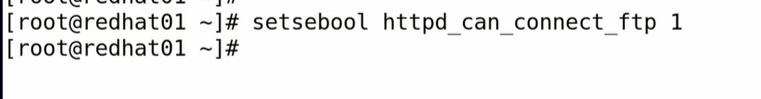 [root@redhat01 ~]# setsebool httpd_can_connect_ftp 1
[root@redhat01 ~]#